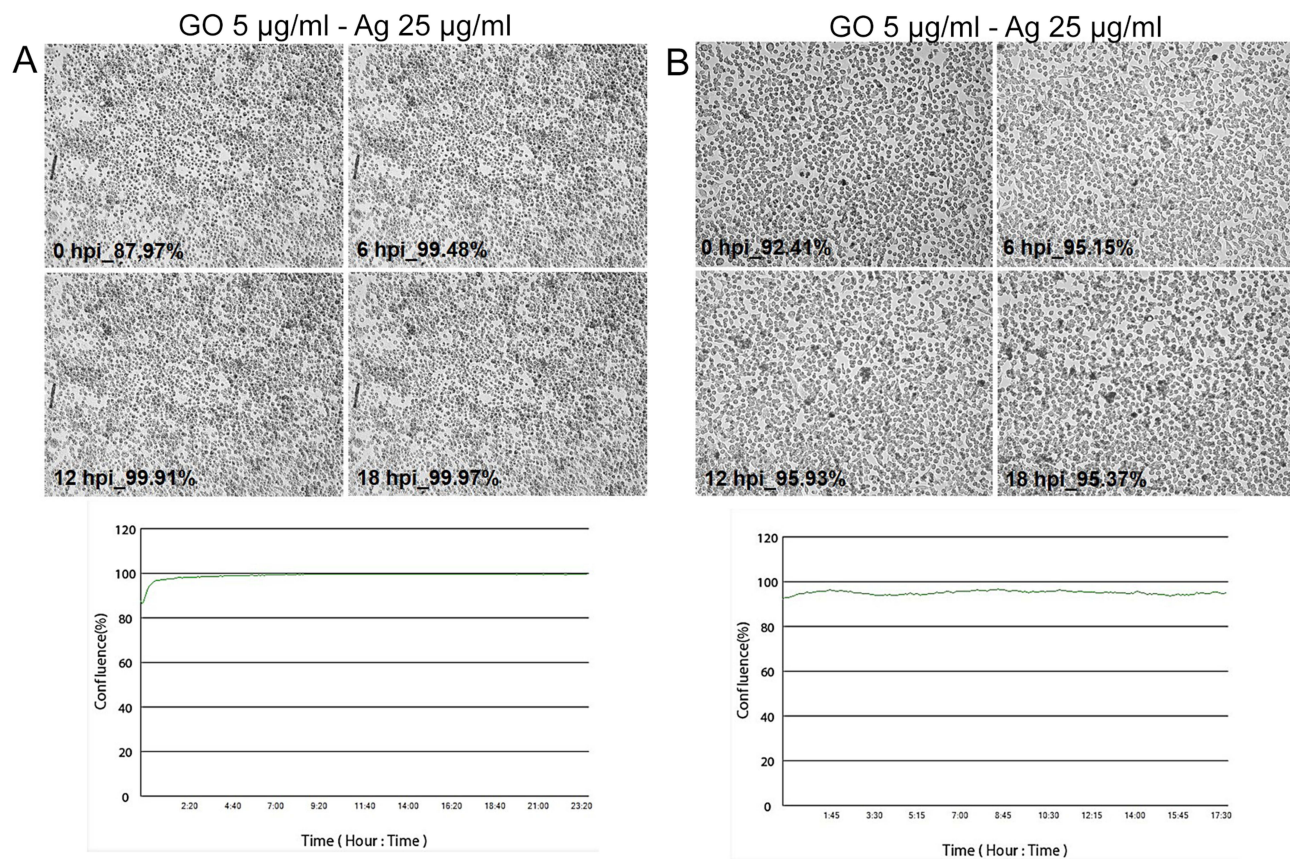 GO 5 µg/ml - Ag 25 µg/ml
A
0 hpi_87.97%
6 hpi_99.48%
12 hpi_99.91%
18 hpi_99.97%
120
100
80
60
40
20
0
Confluence(%)
2:20 4:40 7:00 9:20 11:40 14:00 16:20 18:40 21:00 23:20
Time ( Hour : Time )
GO 5 µg/ml - Ag 25 µg/ml
B
0 hpi_92.41%
6 hpi_95.15%
12 hpi_95.93%
18 hpi_95.37%
120
100
80
60
40
20
0
Confluence(%)
1:45 3:30 5:15 7:00 8:45 10:30 12:15 14:00 15:45 17:30
Time ( Hour : Time )